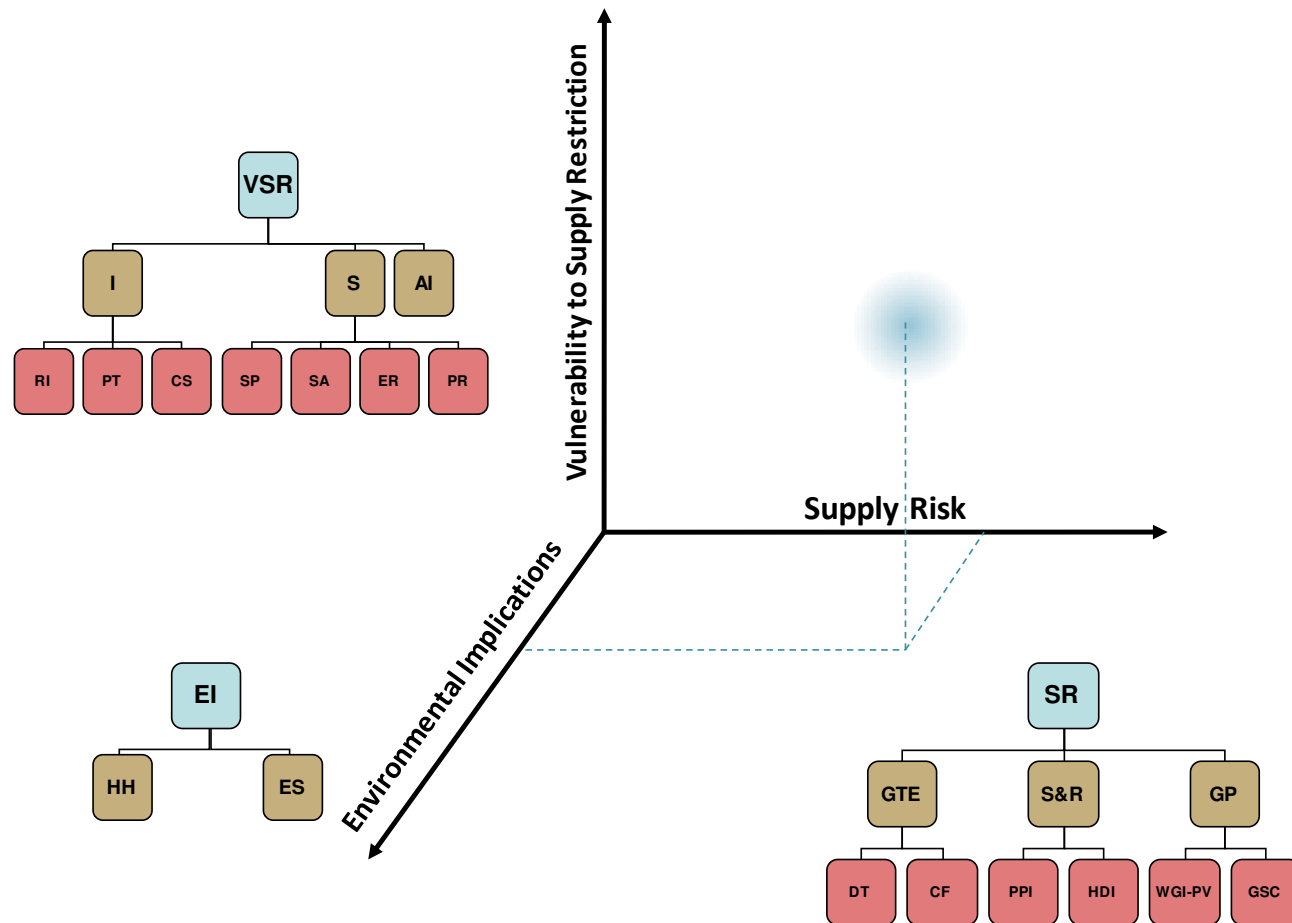 Vulnerability to Supply Restriction
VSR
I
S
AI
RI
PT
CS
SP
SA
ER
PR
Supply Risk
Environmental Implications
EI
HH
ES
SR
GTE
S&R
GP
DT
CF
PPI
HDI
WGI-PV
GSC